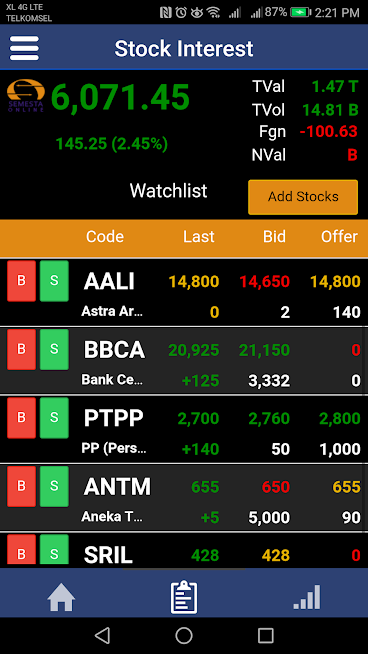 XL 4G LTE
TELKOMSEL
87% 2:21 PM
Stock Interest
SEMESTA
ONLINE
6,071.45
145.25 (2.45%)
TVal 1.47 T
TVol 14.81 B
Fgn -100.63
NVal B
Watchlist
Add Stocks
Code Last Bid Offer
B S AALI 14,800 14,650 14,800
Astra Ar... 0 2 140
B S BBCA 20,925 21,150 0
Bank Ce... +125 3,332 0
B S PTPP 2,700 2,760 2,800
PP (Pers... +140 50 1,000
B S ANTM 655 650 655
Aneka T... +5 5,000 90
B S SRIL 428 428 0